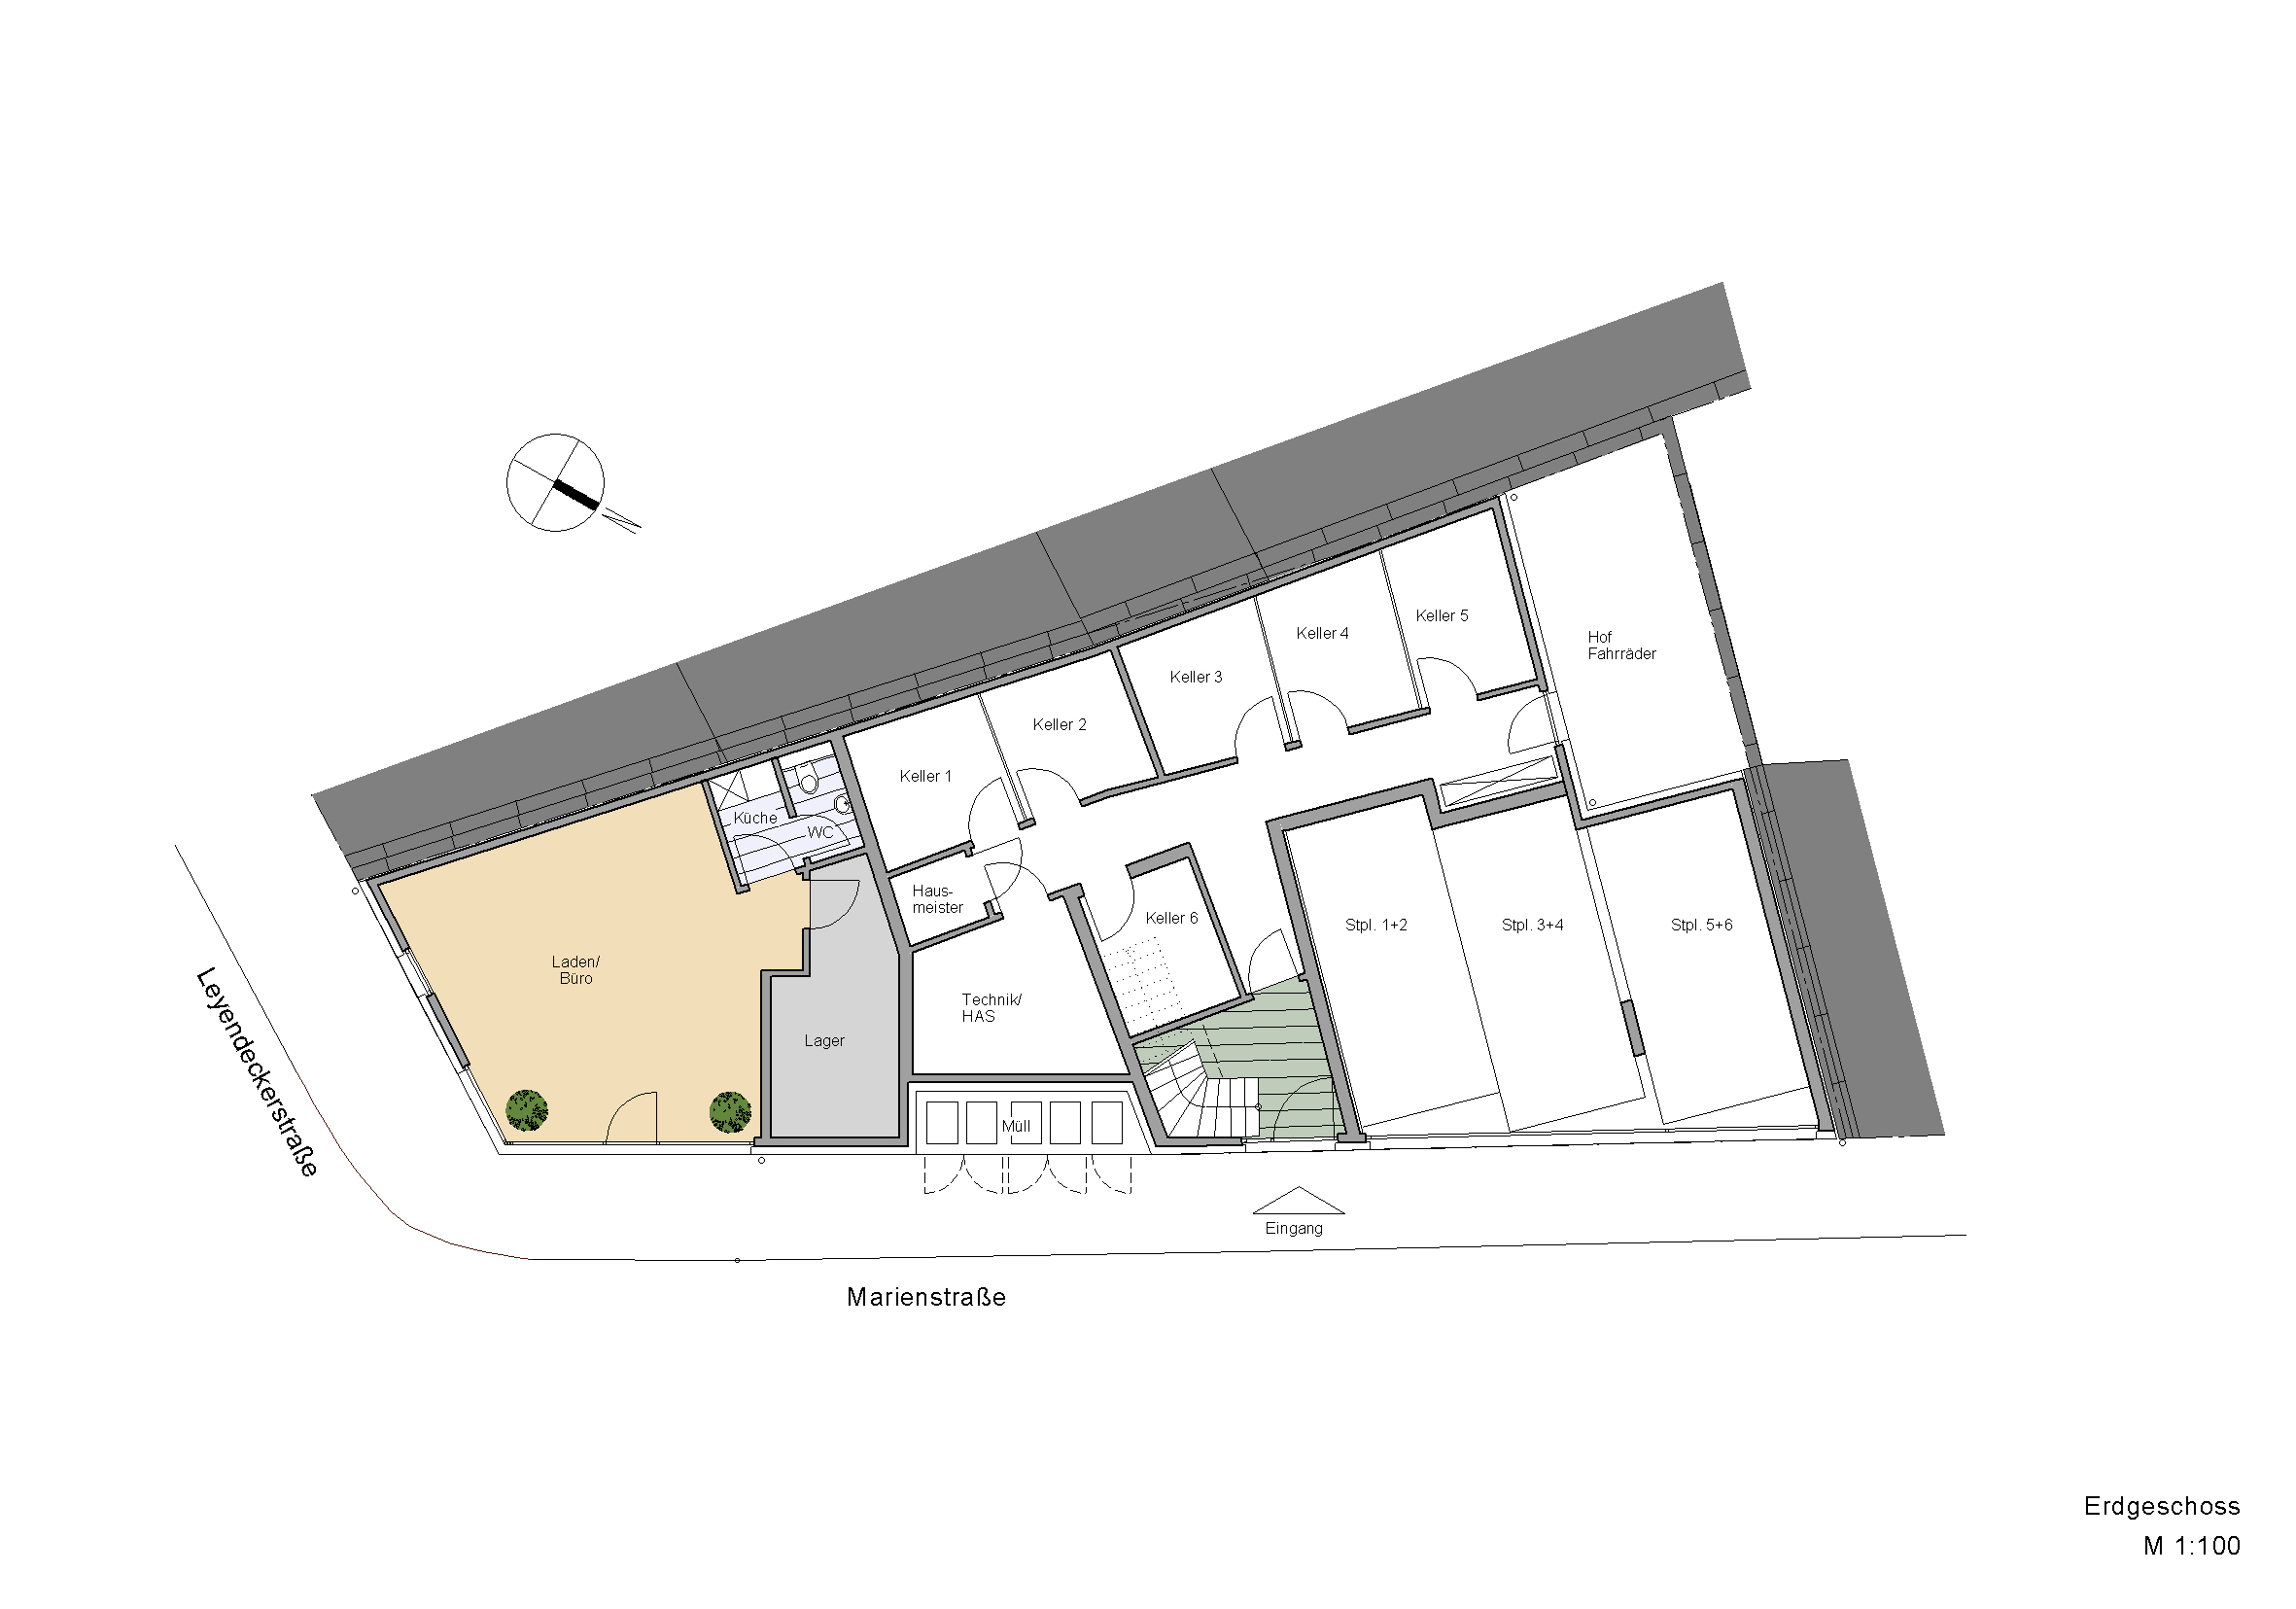 Keller 5
Keller 4
Hof
Fahrräder
Keller 3
Keller 2
Keller 1
Küche
WC
Haus-
meister
Keller 6
Stpl. 1+2
Stpl. 3+4
Stpl. 5+6
Laden/
Büro
Technik/
HAS
Lager
Müll
Leyendeckerstraße
Eingang
Marienstraße
Erdgeschoss
M 1:100